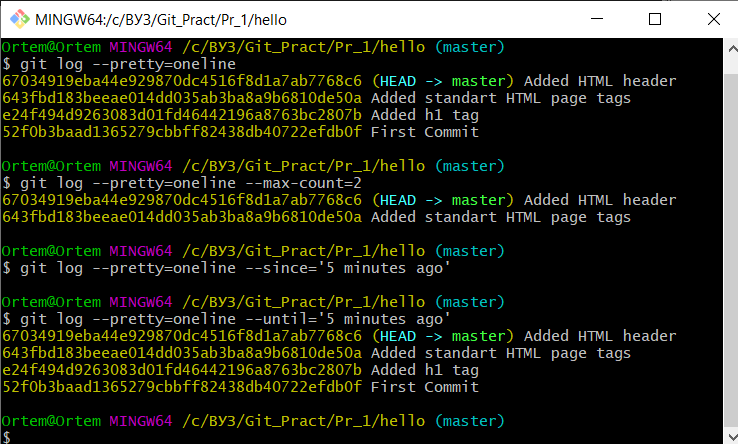 MINGW64:/c/ВУЗ/Git_Pract/Pr_1/hello
Ortem@Ortem MINGW64 /c/ВУЗ/Git_Pract/Pr_1/hello (master)
$ git log --pretty=oneline
67034919eba44e929870dc4516f8d1a7ab7768c6 (HEAD -> master) Added HTML header
643fbd183beeae014dd035ab3ba8a9b6810de50a Added standart HTML page tags
e24f494d9263083d01fd46442196a8763bc2807b Added h1 tag
52f0b3baad1365279cbbff82438db40722efdb0f First Commit
Ortem@Ortem MINGW64 /c/ВУЗ/Git_Pract/Pr_1/hello (master)
$ git log --pretty=oneline --max-count=2
67034919eba44e929870dc4516f8d1a7ab7768c6 (HEAD -> master) Added HTML header
643fbd183beeae014dd035ab3ba8a9b6810de50a Added standart HTML page tags
Ortem@Ortem MINGW64 /c/ВУЗ/Git_Pract/Pr_1/hello (master)
$ git log --pretty=oneline --since='5 minutes ago'
Ortem@Ortem MINGW64 /c/ВУЗ/Git_Pract/Pr_1/hello (master)
$ git log --pretty=oneline --until='5 minutes ago'
67034919eba44e929870dc4516f8d1a7ab7768c6 (HEAD -> master) Added HTML header
643fbd183beeae014dd035ab3ba8a9b6810de50a Added standart HTML page tags
e24f494d9263083d01fd46442196a8763bc2807b Added h1 tag
52f0b3baad1365279cbbff82438db40722efdb0f First Commit
Ortem@Ortem MINGW64 /c/ВУЗ/Git_Pract/Pr_1/hello (master)
$